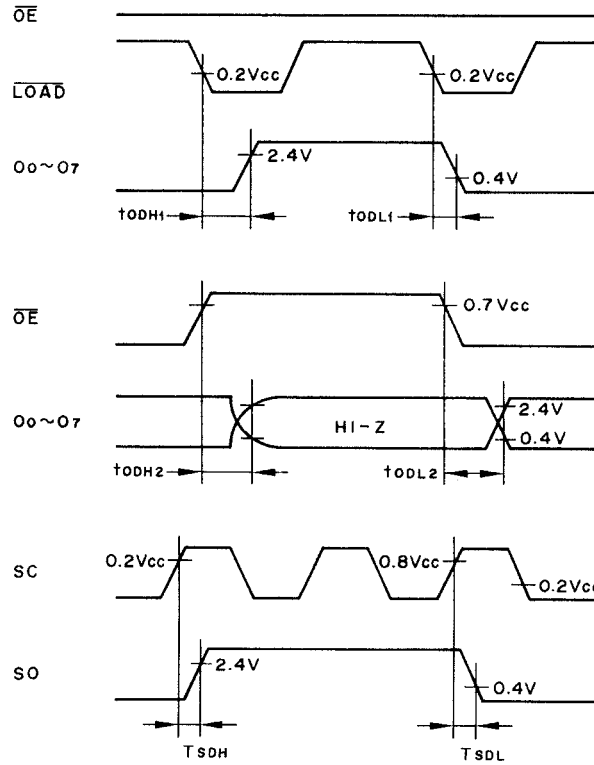 OE
0.2Vcc 0.2Vcc
LOAD
O0~O7 2.4V 0.4V
tODH1 tODL1
OE 0.7Vcc
O0~O7 HI-Z 2.4V
0.4V
tODH2 tODL2
SC 0.2Vcc 0.8Vcc 0.2Vcc
SO 2.4V 0.4V
TSDH TSDL